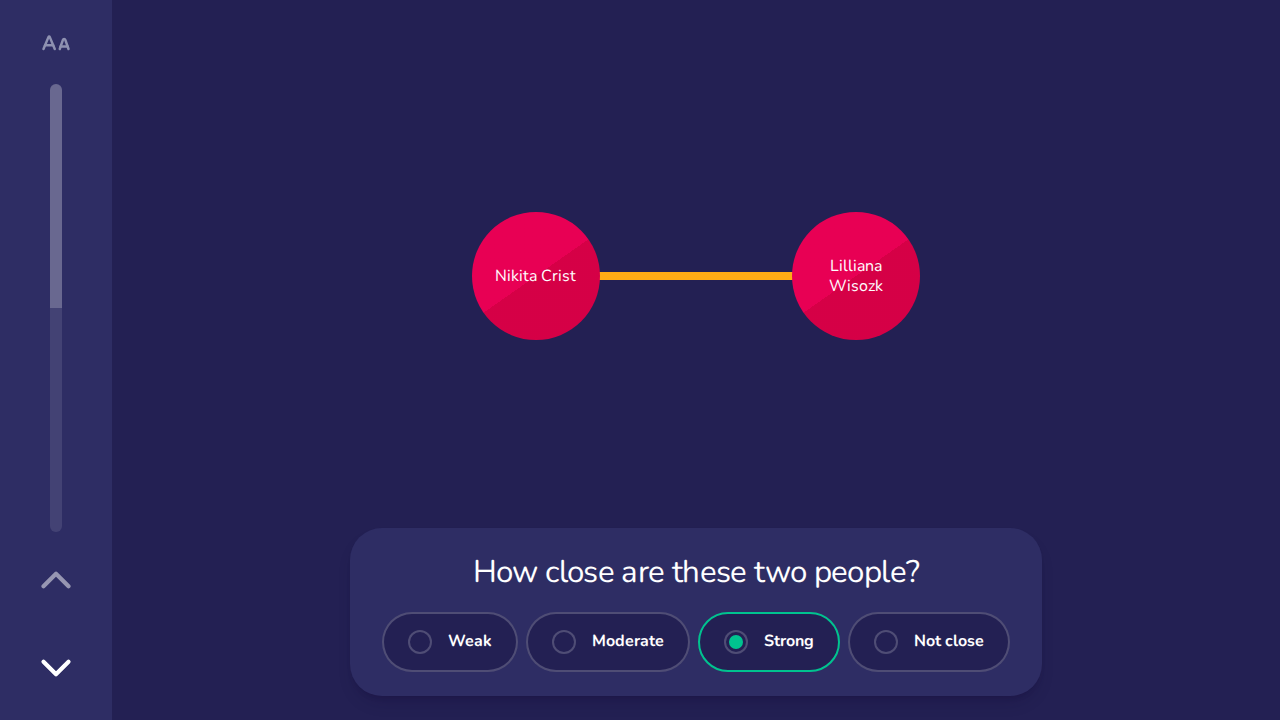 AA
Nikita Crist
Lilliana
Wisozk
How close are these two people?
Weak
Moderate
Strong
Not close